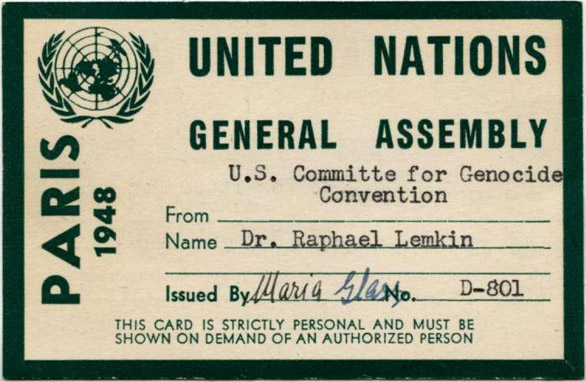 UNITED NATIONS
GENERAL ASSEMBLY
PARIS
1948
U.S. Committe for Genocide
Convention
From
Name Dr. Raphael Lemkin
Issued By Maria Glass No. D-801
THIS CARD IS STRICTLY PERSONAL AND MUST BE
SHOWN ON DEMAND OF AN AUTHORIZED PERSON